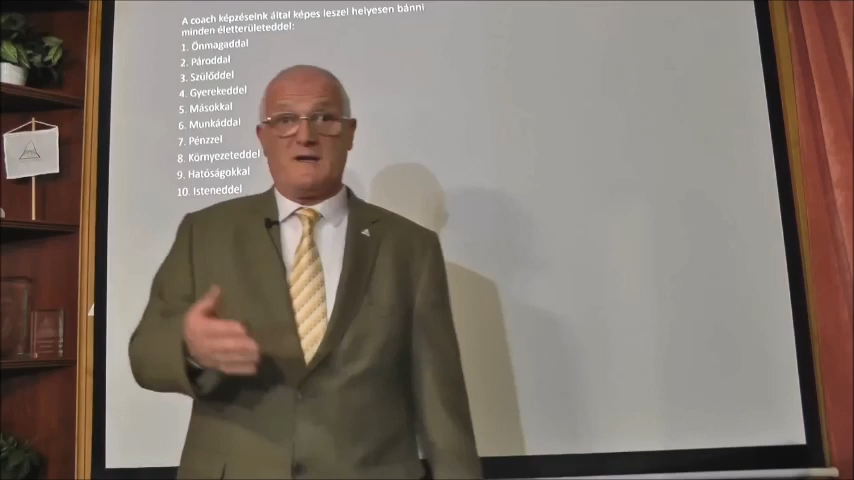 A coach képzéseink által képes leszel helyesen bánni
minden életterületeddel:
1. Önmagaddal
2. Pároddal
3. Szülőddel
4. Gyerekeddel
5. Másokkal
6. Munkáddal
7. Pénzzel
8. Környezeteddel
9. Hatóságokkal
10. Isteneddel